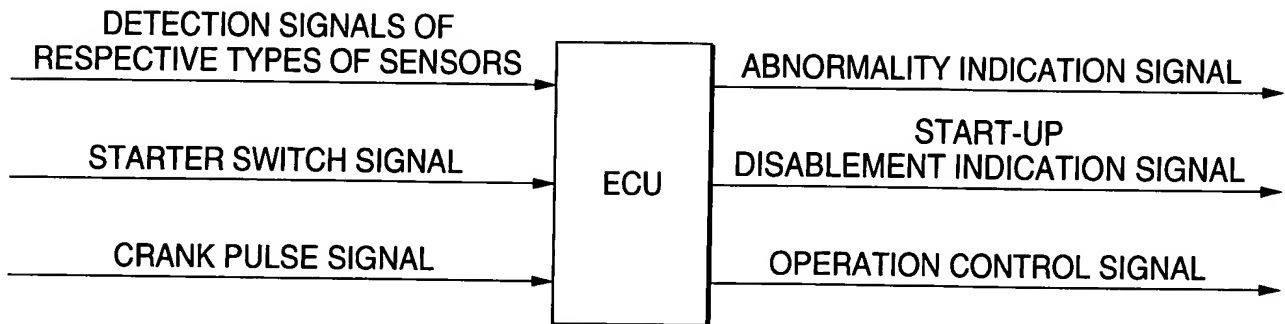 DETECTION SIGNALS OF
RESPECTIVE TYPES OF SENSORS
STARTER SWITCH SIGNAL
CRANK PULSE SIGNAL
ECU
ABNORMALITY INDICATION SIGNAL
START-UP
DISABLEMENT INDICATION SIGNAL
OPERATION CONTROL SIGNAL